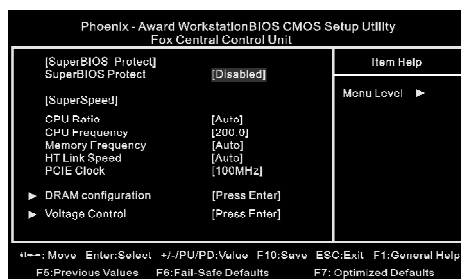 Phoenix - Award WorkstationBIOS CMOS Setup Utility
Fox Central Control Unit
[SuperBIOS Protect]
SuperBIOS Protect [Disabled]
[SuperSpeed]
CPU Ratio [Auto]
CPU Frequency [200.0]
Memory Frequency [Auto]
HT Link Speed [Auto]
PCIE Clock [100MHz]
▶ DRAM configuration [Press Enter]
▶ Voltage Control [Press Enter]
Item Help
Menu Level ▶
↑↓←→: Move Enter:Select +/-/PU/PD:Value F10:Save ESC:Exit F1:General Help
F5:Previous Values F6:Fail-Safe Defaults F7: Optimized Defaults